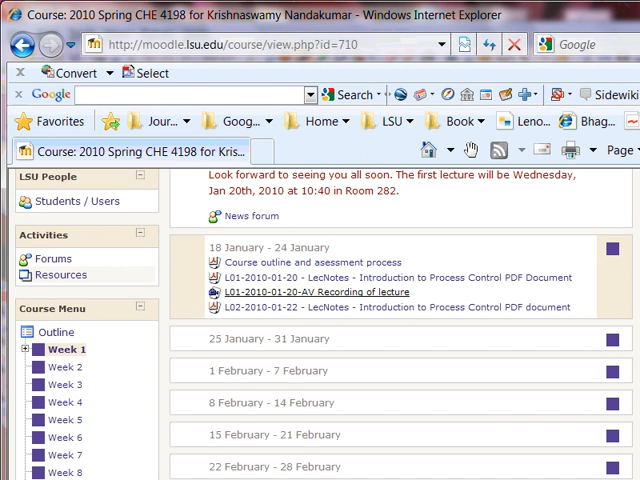 Course: 2010 Spring CHE 4198 for Krishnaswamy Nandakumar - Windows Internet Explorer
http://moodle.lsu.edu/course/view.php?id=710
Google
x Convert Select
x Google Search Sidewiki
Favorites Jour... Goog... Home LSU Book Leno... Bhag...
Course: 2010 Spring CHE 4198 for Kris... Page
LSU People
Students / Users
Activities
Forums
Resources
Course Menu
Outline
Week 1
Week 2
Week 3
Week 4
Week 5
Week 6
Week 7
Week 8
Look forward to seeing you all soon. The first lecture will be Wednesday,
Jan 20th, 2010 at 10:40 in Room 282.
News forum
18 January - 24 January
Course outline and asessment process
L01-2010-01-20 - LecNotes - Introduction to Process Control PDF Document
L01-2010-01-20-AV Recording of lecture
L02-2010-01-22 - LecNotes - Introduction to Process Control PDF document
25 January - 31 January
1 February - 7 February
8 February - 14 February
15 February - 21 February
22 February - 28 February